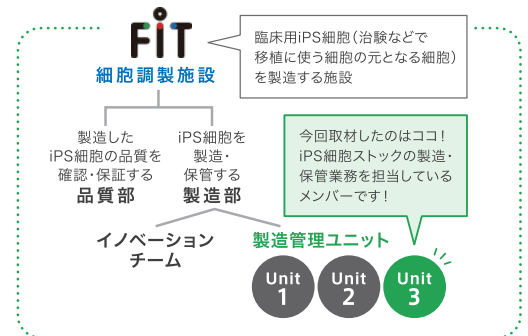 FiT
細胞調製施設
臨床用iPS細胞（治験などで
移植に使う細胞の元となる細胞）
を製造する施設
製造した
iPS細胞の品質を
確認・保証する
品質部
iPS細胞を
製造・
保管する
製造部
今回取材したのはココ！
iPS細胞ストックの製造・
保管業務を担当している
メンバーです！
イノベーション
チーム
製造管理ユニット
Unit
1
Unit
2
Unit
3